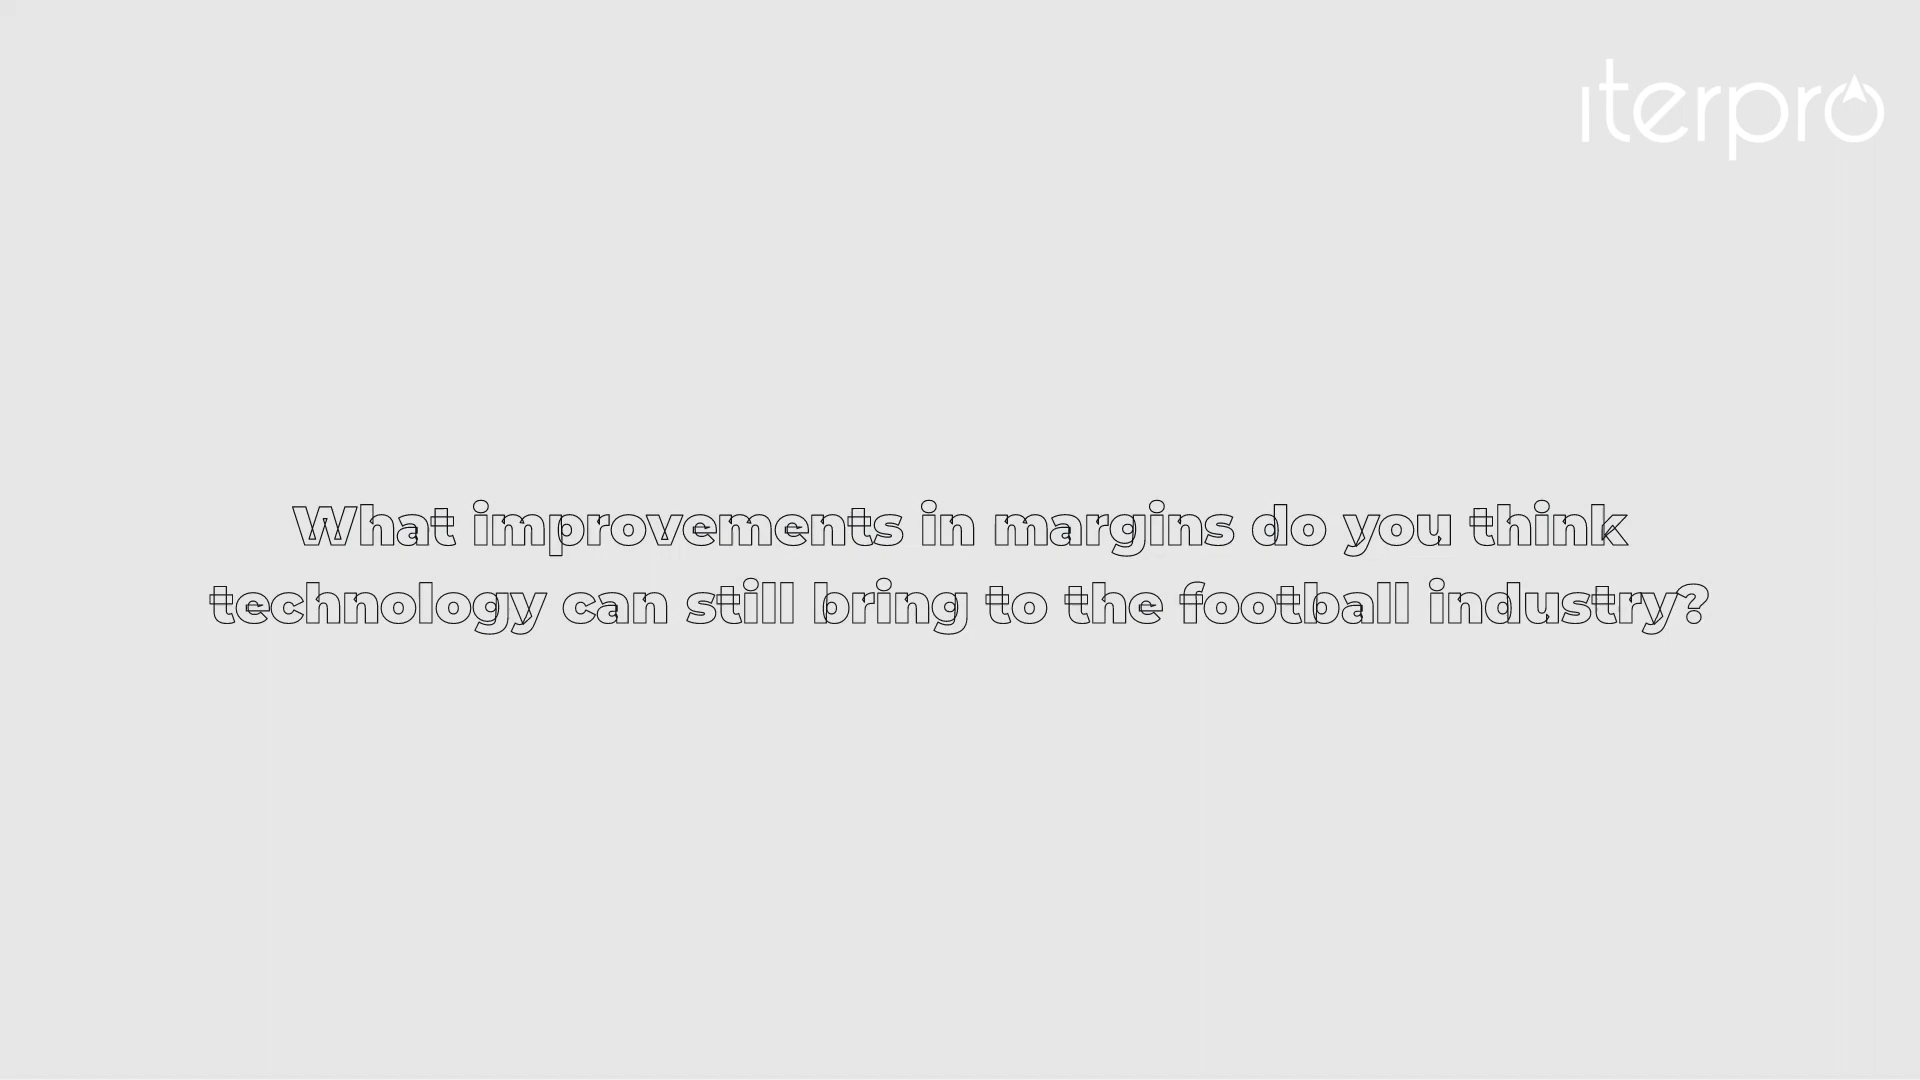 iterpro
What improvements in margins do you think
technology can still bring to the football industry?